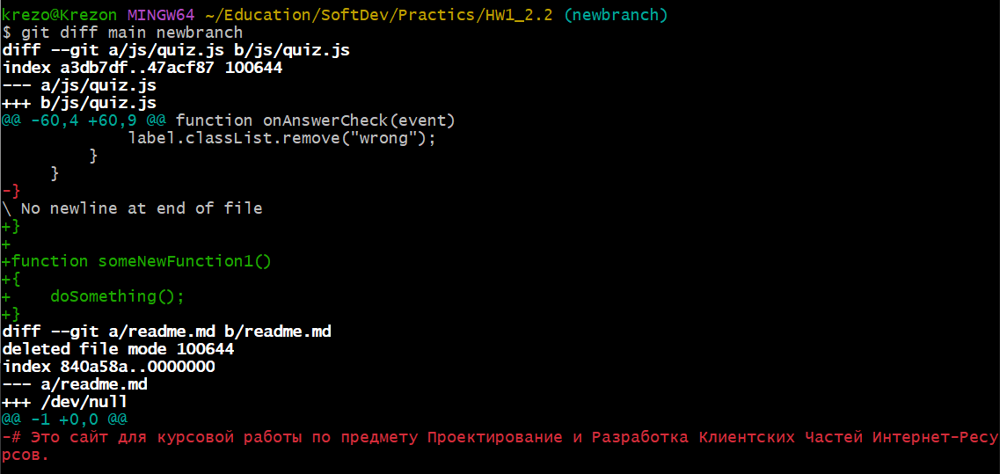 krezo@Krezon MINGW64 ~/Education/SoftDev/Practics/HW1_2.2 (newbranch)
$ git diff main newbranch
diff --git a/js/quiz.js b/js/quiz.js
index a3db7df..47acf87 100644
--- a/js/quiz.js
+++ b/js/quiz.js
@@ -60,4 +60,9 @@ function onAnswerCheck(event)
             label.classList.remove("wrong");
         }
     }
-}
\ No newline at end of file
+}
+
+function someNewFunction1()
+{
+    doSomething();
+}
diff --git a/readme.md b/readme.md
deleted file mode 100644
index 840a58a..0000000
--- a/readme.md
+++ /dev/null
@@ -1 +0,0 @@
-# Это сайт для курсовой работы по предмету Проектирование и Разработка Клиентских Частей Интернет-Ресу
рсов.